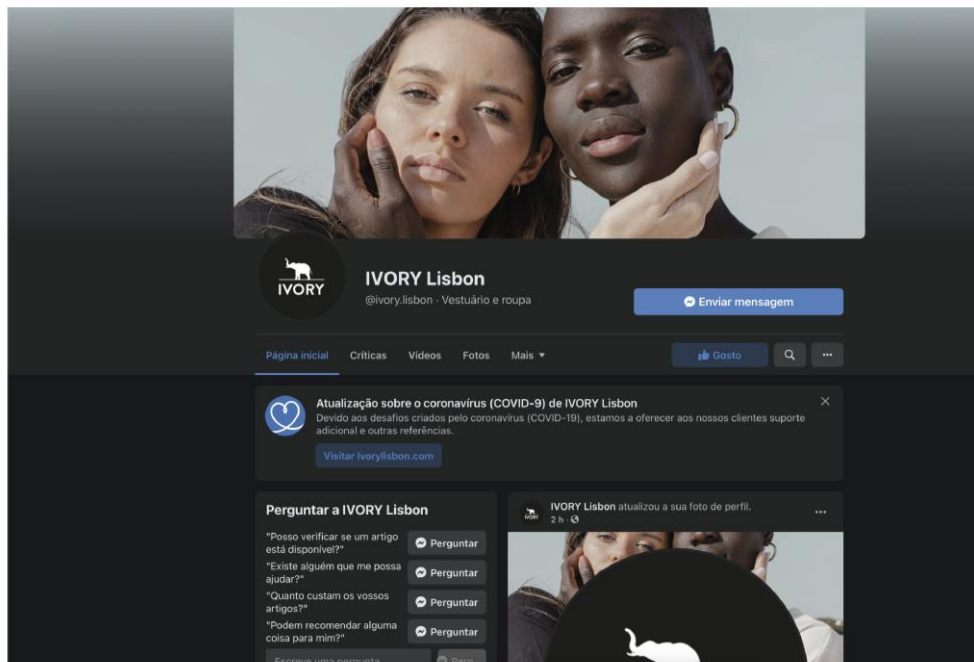 IVORY
IVORY Lisbon
@ivory.lisbon · Vestuário e roupa
Enviar mensagem
Página inicial
Críticas
Vídeos
Fotos
Mais
Gosto
Atualização sobre o coronavírus (COVID-9) de IVORY Lisbon
Devido aos desafios criados pelo coronavírus (COVID-19), estamos a oferecer aos nossos clientes suporte
adicional e outras referências.
Visitar Ivorylisbon.com
Perguntar a IVORY Lisbon
"Posso verificar se um artigo
está disponível?"
Perguntar
"Existe alguém que me possa
ajudar?"
Perguntar
"Quanto custam os vossos
artigos?"
Perguntar
"Podem recomendar alguma
coisa para mim?"
Perguntar
Escreve uma pergunta
IVORY
IVORY Lisbon atualizou a sua foto de perfil.
2 h ·